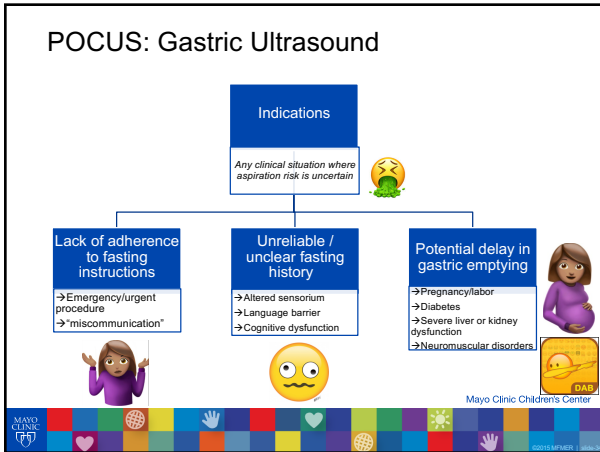 POCUS: Gastric Ultrasound
Indications
Any clinical situation where
aspiration risk is uncertain
Lack of adherence
to fasting
instructions
→Emergency/urgent
procedure
→“miscommunication”
Unreliable /
unclear fasting
history
→Altered sensorium
→Language barrier
→Cognitive dysfunction
Potential delay in
gastric emptying
→Pregnancy/labor
→Diabetes
→Severe liver or kidney
dysfunction
→Neuromuscular disorders
DAB
Mayo Clinic Children's Center
MAYO
CLINIC
©2015 MFMER | slide-